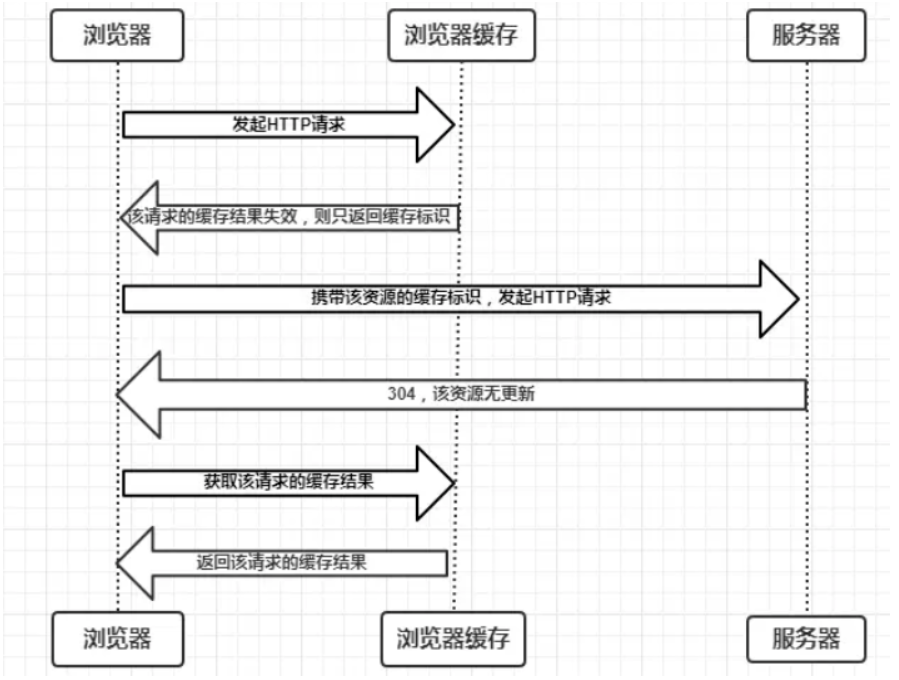 浏览器
浏览器缓存
服务器
发起HTTP请求
该请求的缓存结果失效，则只返回缓存标识
携带该资源的缓存标识，发起HTTP请求
304，该资源无更新
获取该请求的缓存结果
返回该请求的缓存结果
浏览器
浏览器缓存
服务器